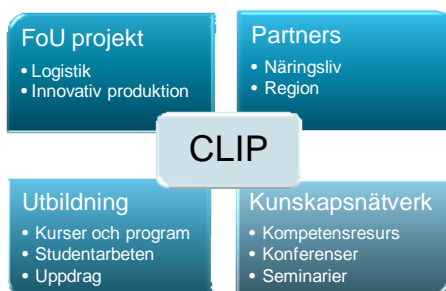 FoU projekt
• Logistik
• Innovativ produktion
Partners
• Näringsliv
• Region
CLIP
Utbildning
• Kurser och program
• Studentarbeten
• Uppdrag
Kunskapsnätverk
• Kompetensresurs
• Konferenser
• Seminarier